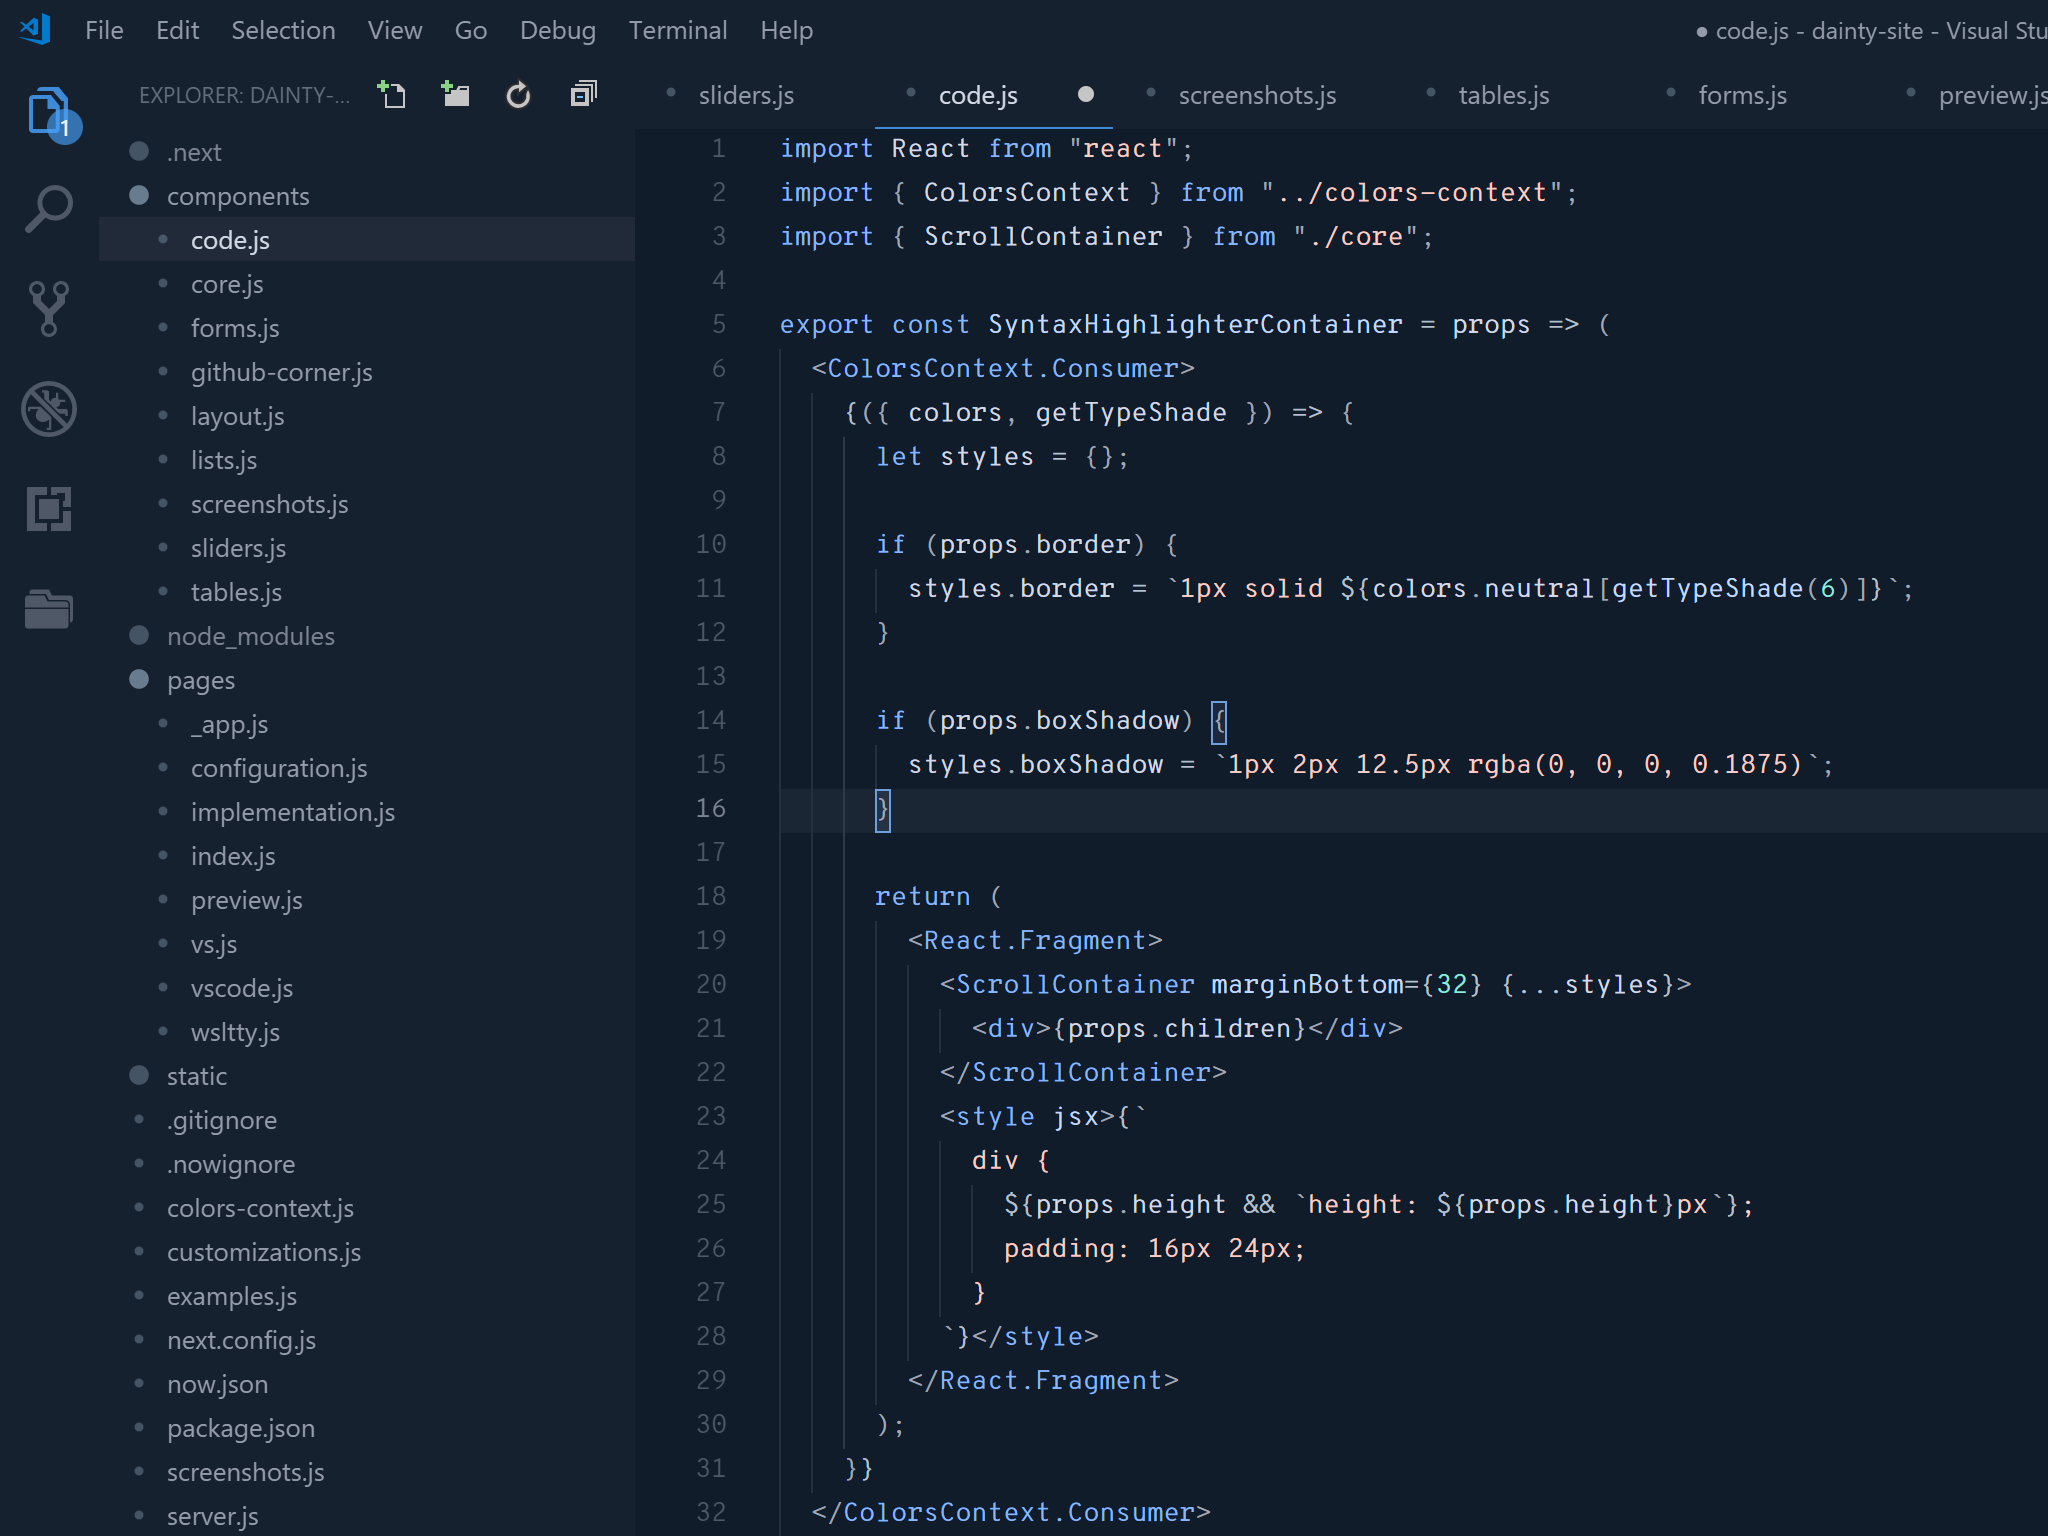 File Edit Selection View Go Debug Terminal Help
● code.js - dainty-site - Visual Stu
EXPLORER: DAINTY-...
1
.next
components
code.js
core.js
forms.js
github-corner.js
layout.js
lists.js
screenshots.js
sliders.js
tables.js
node_modules
pages
_app.js
configuration.js
implementation.js
index.js
preview.js
vs.js
vscode.js
wsltty.js
static
.gitignore
.nowignore
colors-context.js
customizations.js
examples.js
next.config.js
now.json
package.json
screenshots.js
server.js
sliders.js code.js screenshots.js tables.js forms.js preview.js
1 import React from "react";
2 import { ColorsContext } from "../colors-context";
3 import { ScrollContainer } from "./core";
4
5 export const SyntaxHighlighterContainer = props => (
6 <ColorsContext.Consumer>
7 {({ colors, getTypeShade }) => {
8 let styles = {};
9
10 if (props.border) {
11 styles.border = `1px solid ${colors.neutral[getTypeShade(6)]}`;
12 }
13
14 if (props.boxShadow) {
15 styles.boxShadow = `1px 2px 12.5px rgba(0, 0, 0, 0.1875)`;
16 }
17
18 return (
19 <React.Fragment>
20 <ScrollContainer marginBottom={32} {...styles}>
21 <div>{props.children}</div>
22 </ScrollContainer>
23 <style jsx>{`
24 div {
25 ${props.height && `height: ${props.height}px`};
26 padding: 16px 24px;
27 }
28 `}</style>
29 </React.Fragment>
30 );
31 }}
32 </ColorsContext.Consumer>